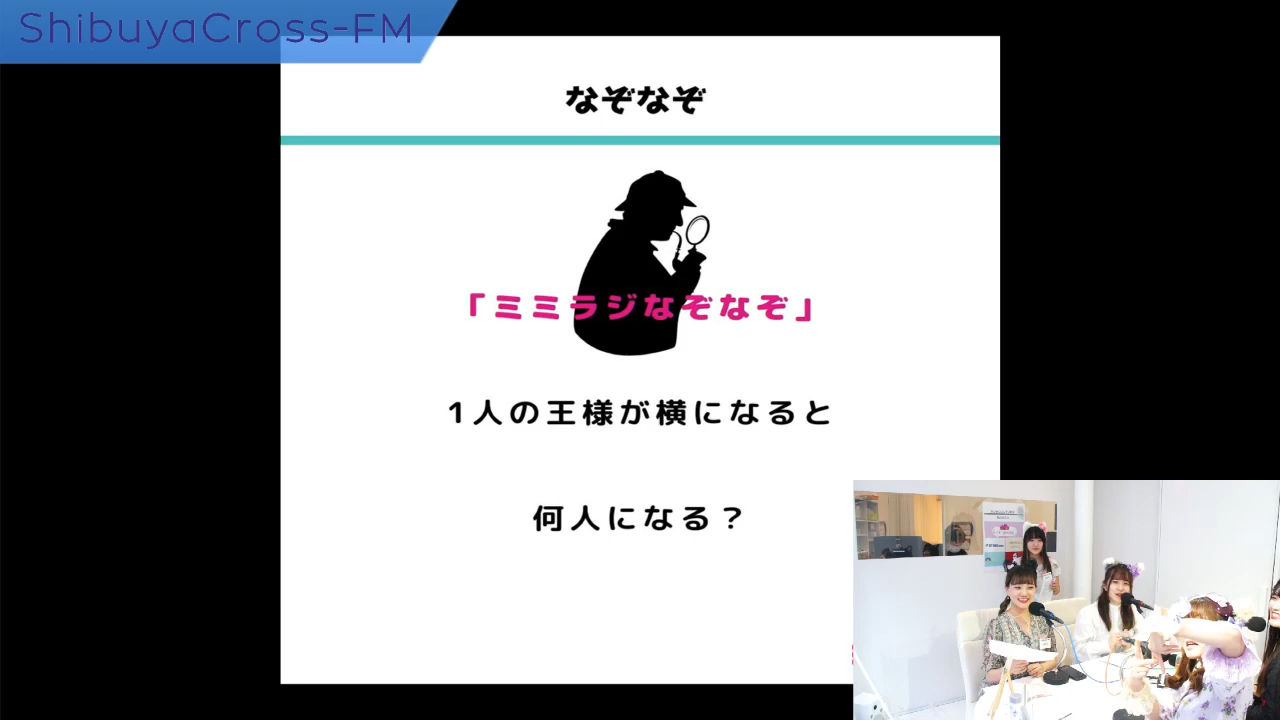 ShibuyaCross-FM
なぞなぞ
「ミミラジなぞなぞ」
1人の王様が横になると
何人になる？